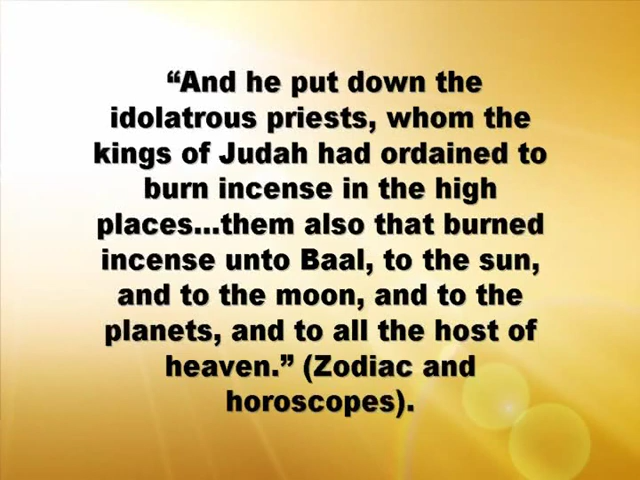 “And he put down the
idolatrous priests, whom the
kings of Judah had ordained to
burn incense in the high
places...them also that burned
incense unto Baal, to the sun,
and to the moon, and to the
planets, and to all the host of
heaven.” (Zodiac and
horoscopes).